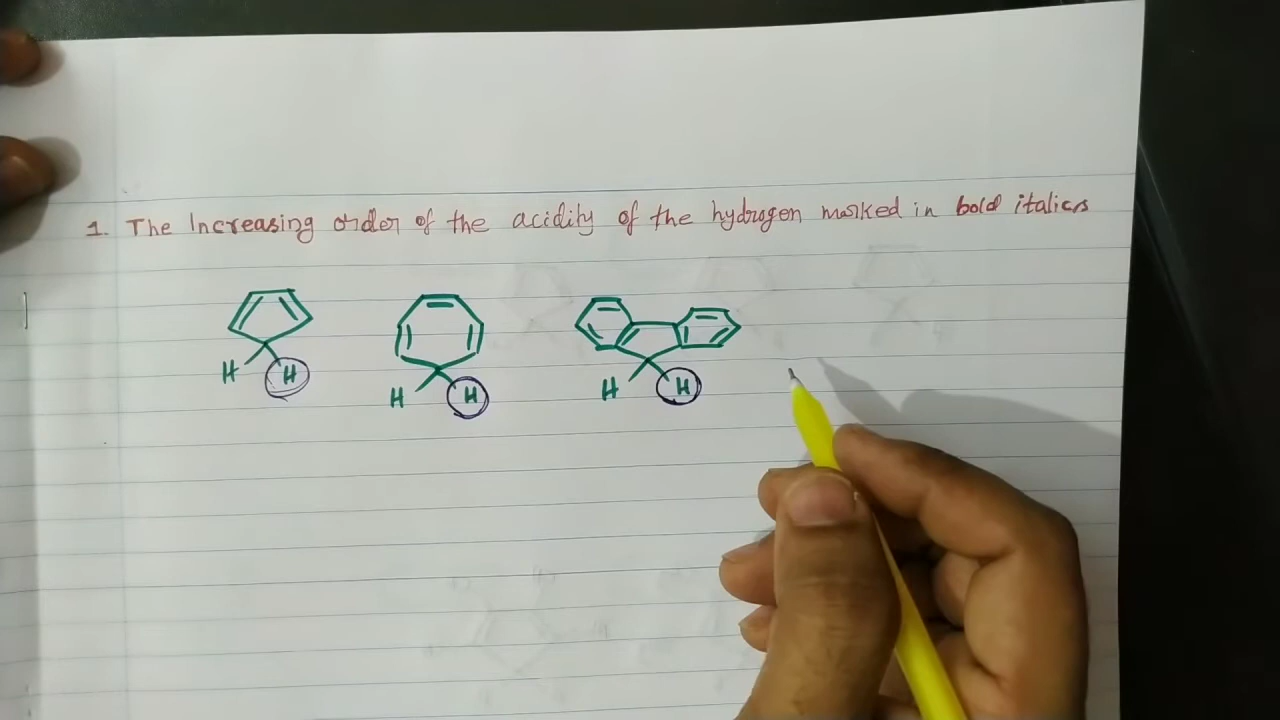 1. The Increasing order of the acidity of the hydrogen marked in bold italics
H H H H H H